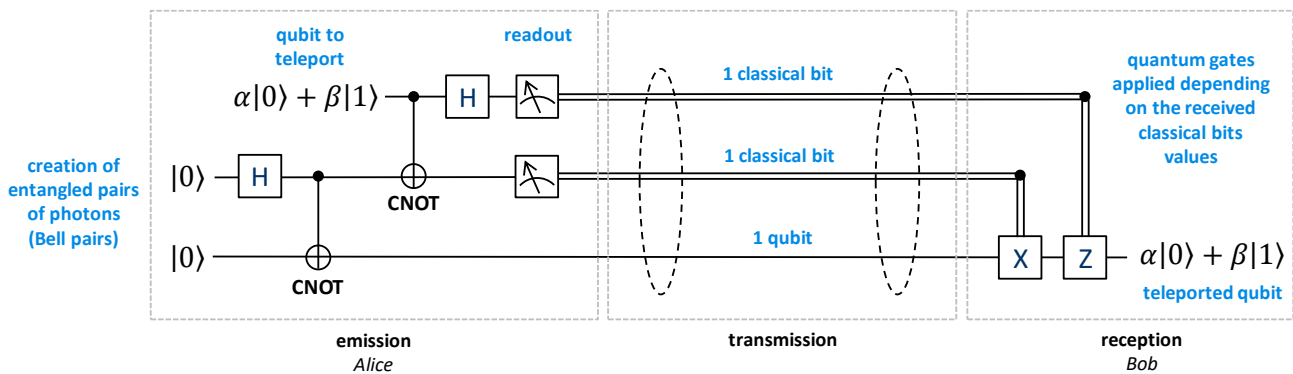 qubit to
teleport
readout
α|0⟩ + β|1⟩
H
1 classical bit
quantum gates
applied depending
on the received
classical bits
values
creation of
entangled pairs
of photons
(Bell pairs)
|0⟩
H
CNOT
1 classical bit
|0⟩
CNOT
1 qubit
X
Z
α|0⟩ + β|1⟩
teleported qubit
emission
Alice
transmission
reception
Bob